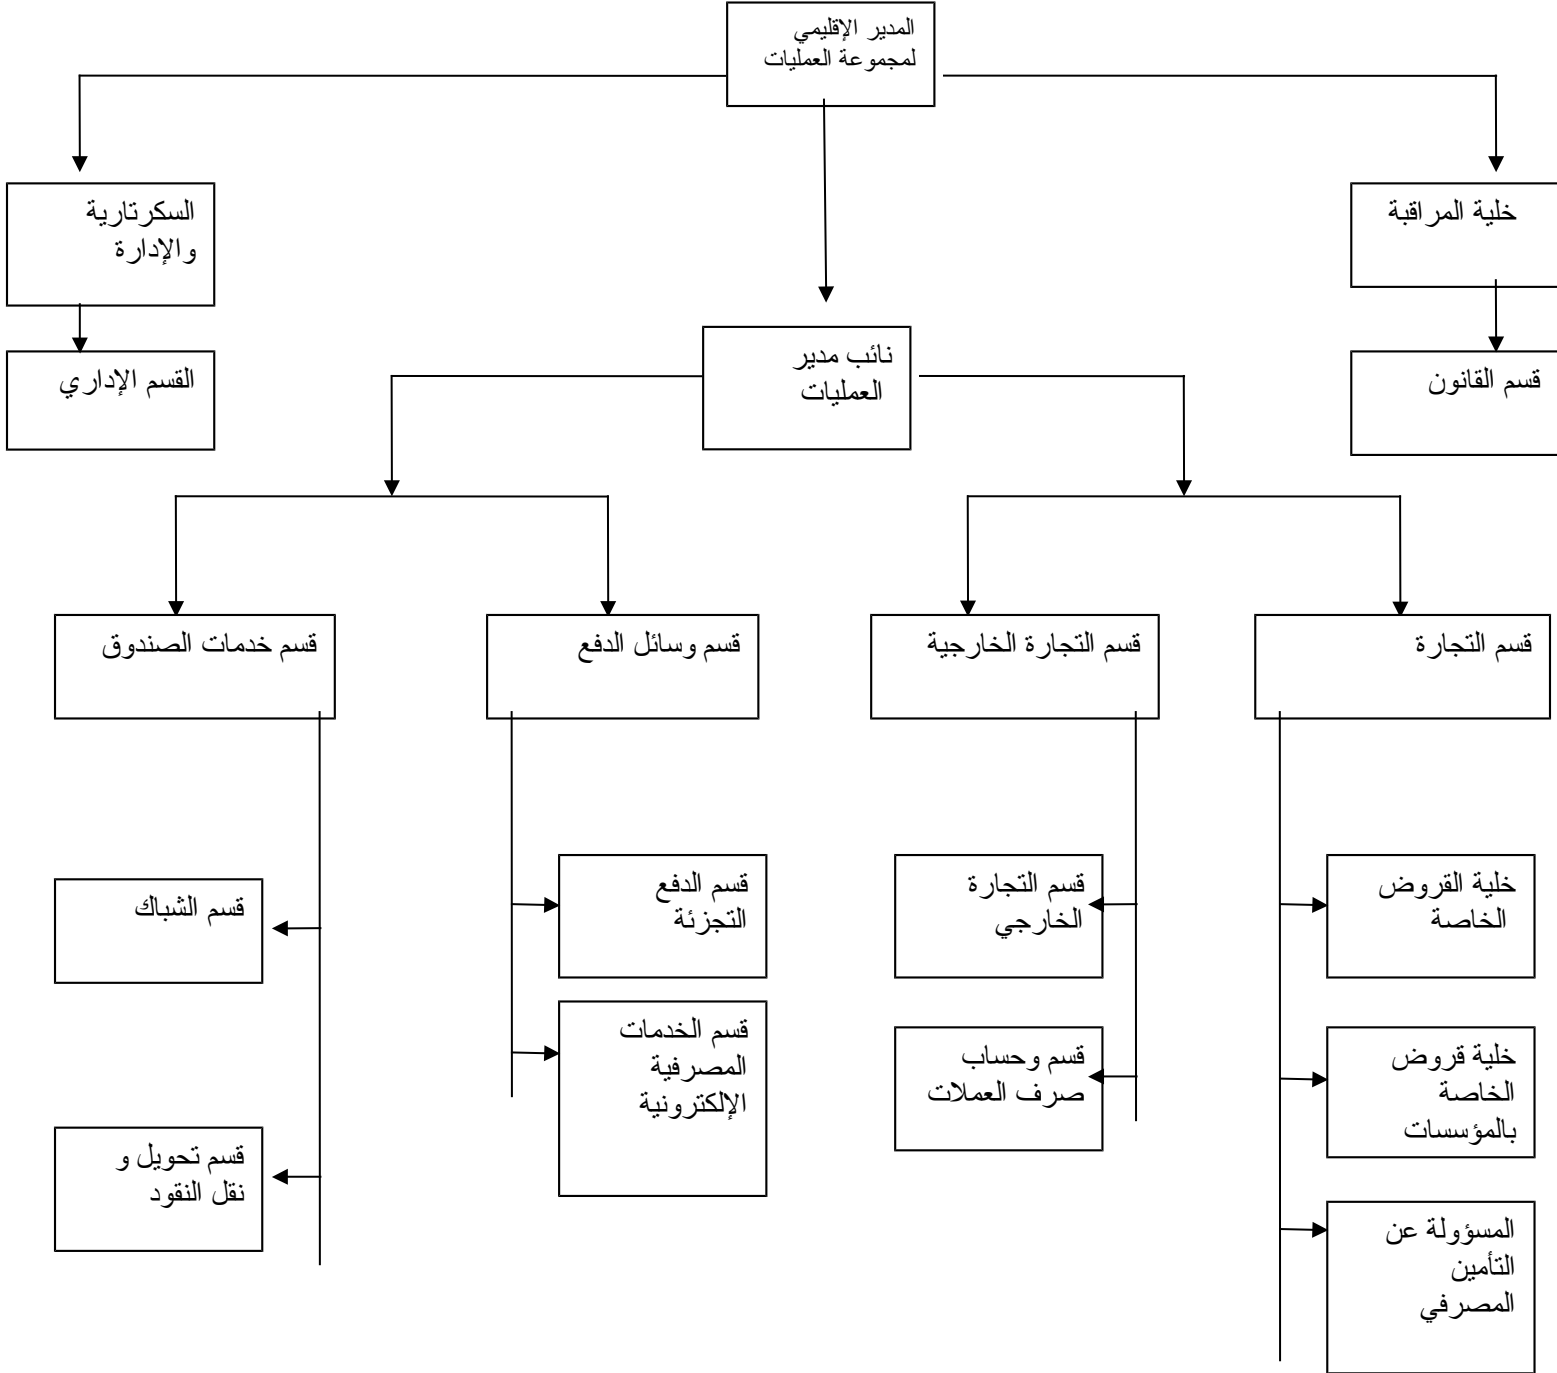 المدير الإقليمي
لمجموعة العمليات
خلية المراقبة
السكرتارية
والإدارة
قسم القانون
نائب مدير
العمليات
القسم الإداري
قسم التجارة
قسم التجارة الخارجية
قسم وسائل الدفع
قسم خدمات الصندوق
خلية القروض
الخاصة
خلية قروض
الخاصة
بالمؤسسات
المسؤولة عن
التأمين
المصرفي
قسم التجارة
الخارجي
قسم وحساب
صرف العملات
قسم الدفع
التجزئة
قسم الخدمات
المصرفية
الإلكترونية
قسم الشباك
قسم تحويل و
نقل النقود